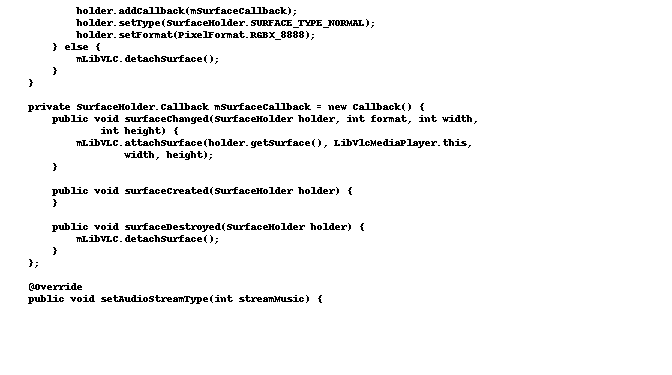 holder.addCallback(mSurfaceCallback);
holder.setType(SurfaceHolder.SURFACE_TYPE_NORMAL);
holder.setFormat(PixelFormat.RGBX_8888);
} else {
mLibVLC.detachSurface();
}
}
private SurfaceHolder.Callback mSurfaceCallback = new Callback() {
public void surfaceChanged(SurfaceHolder holder, int format, int width,
int height) {
mLibVLC.attachSurface(holder.getSurface(), LibVlcMediaPlayer.this,
width, height);
}
public void surfaceCreated(SurfaceHolder holder) {
}
public void surfaceDestroyed(SurfaceHolder holder) {
mLibVLC.detachSurface();
}
};
@Override
public void setAudioStreamType(int streamMusic) {